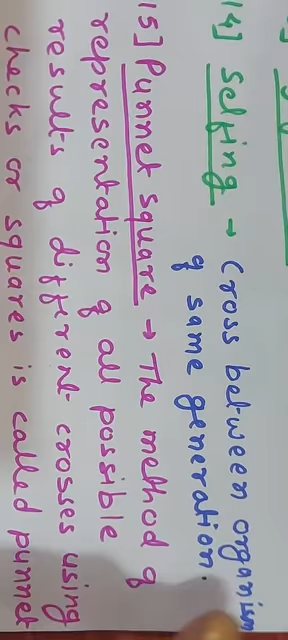 14] Selfing → Cross between organism
of same generation.
15] Punnet square → The method of
representation of all possible
results of different crosses using
checks or squares is called punnet